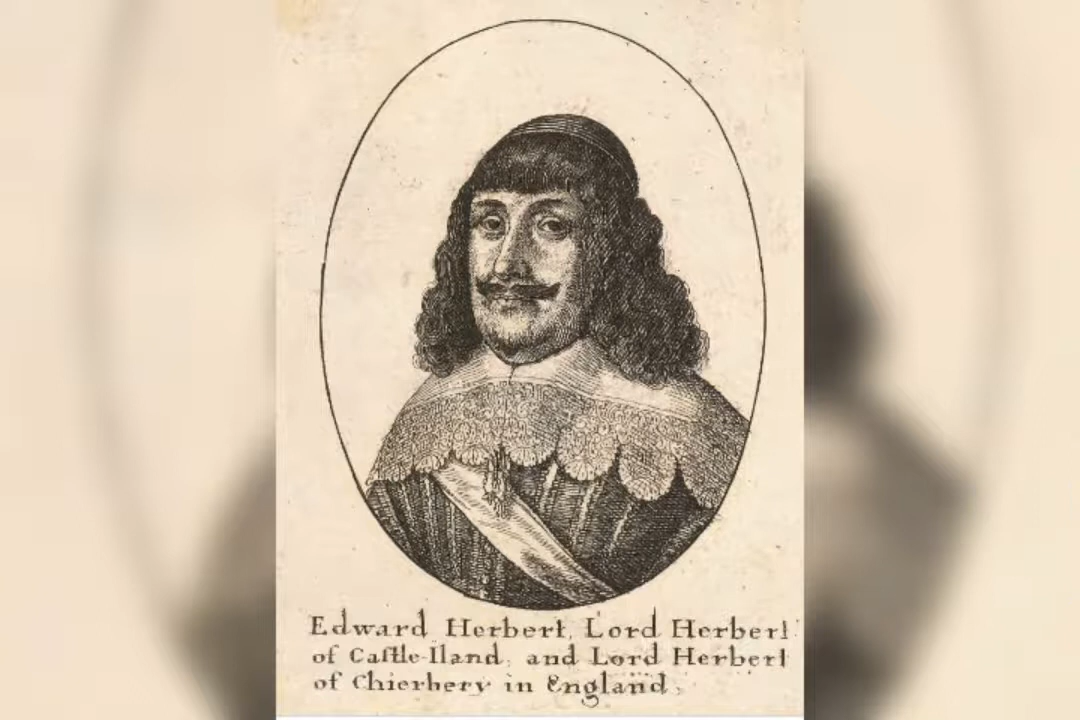 Edward Herbert, Lord Herbert
of Caſtle-Iland, and Lord Herbert
of Chierbery in England,